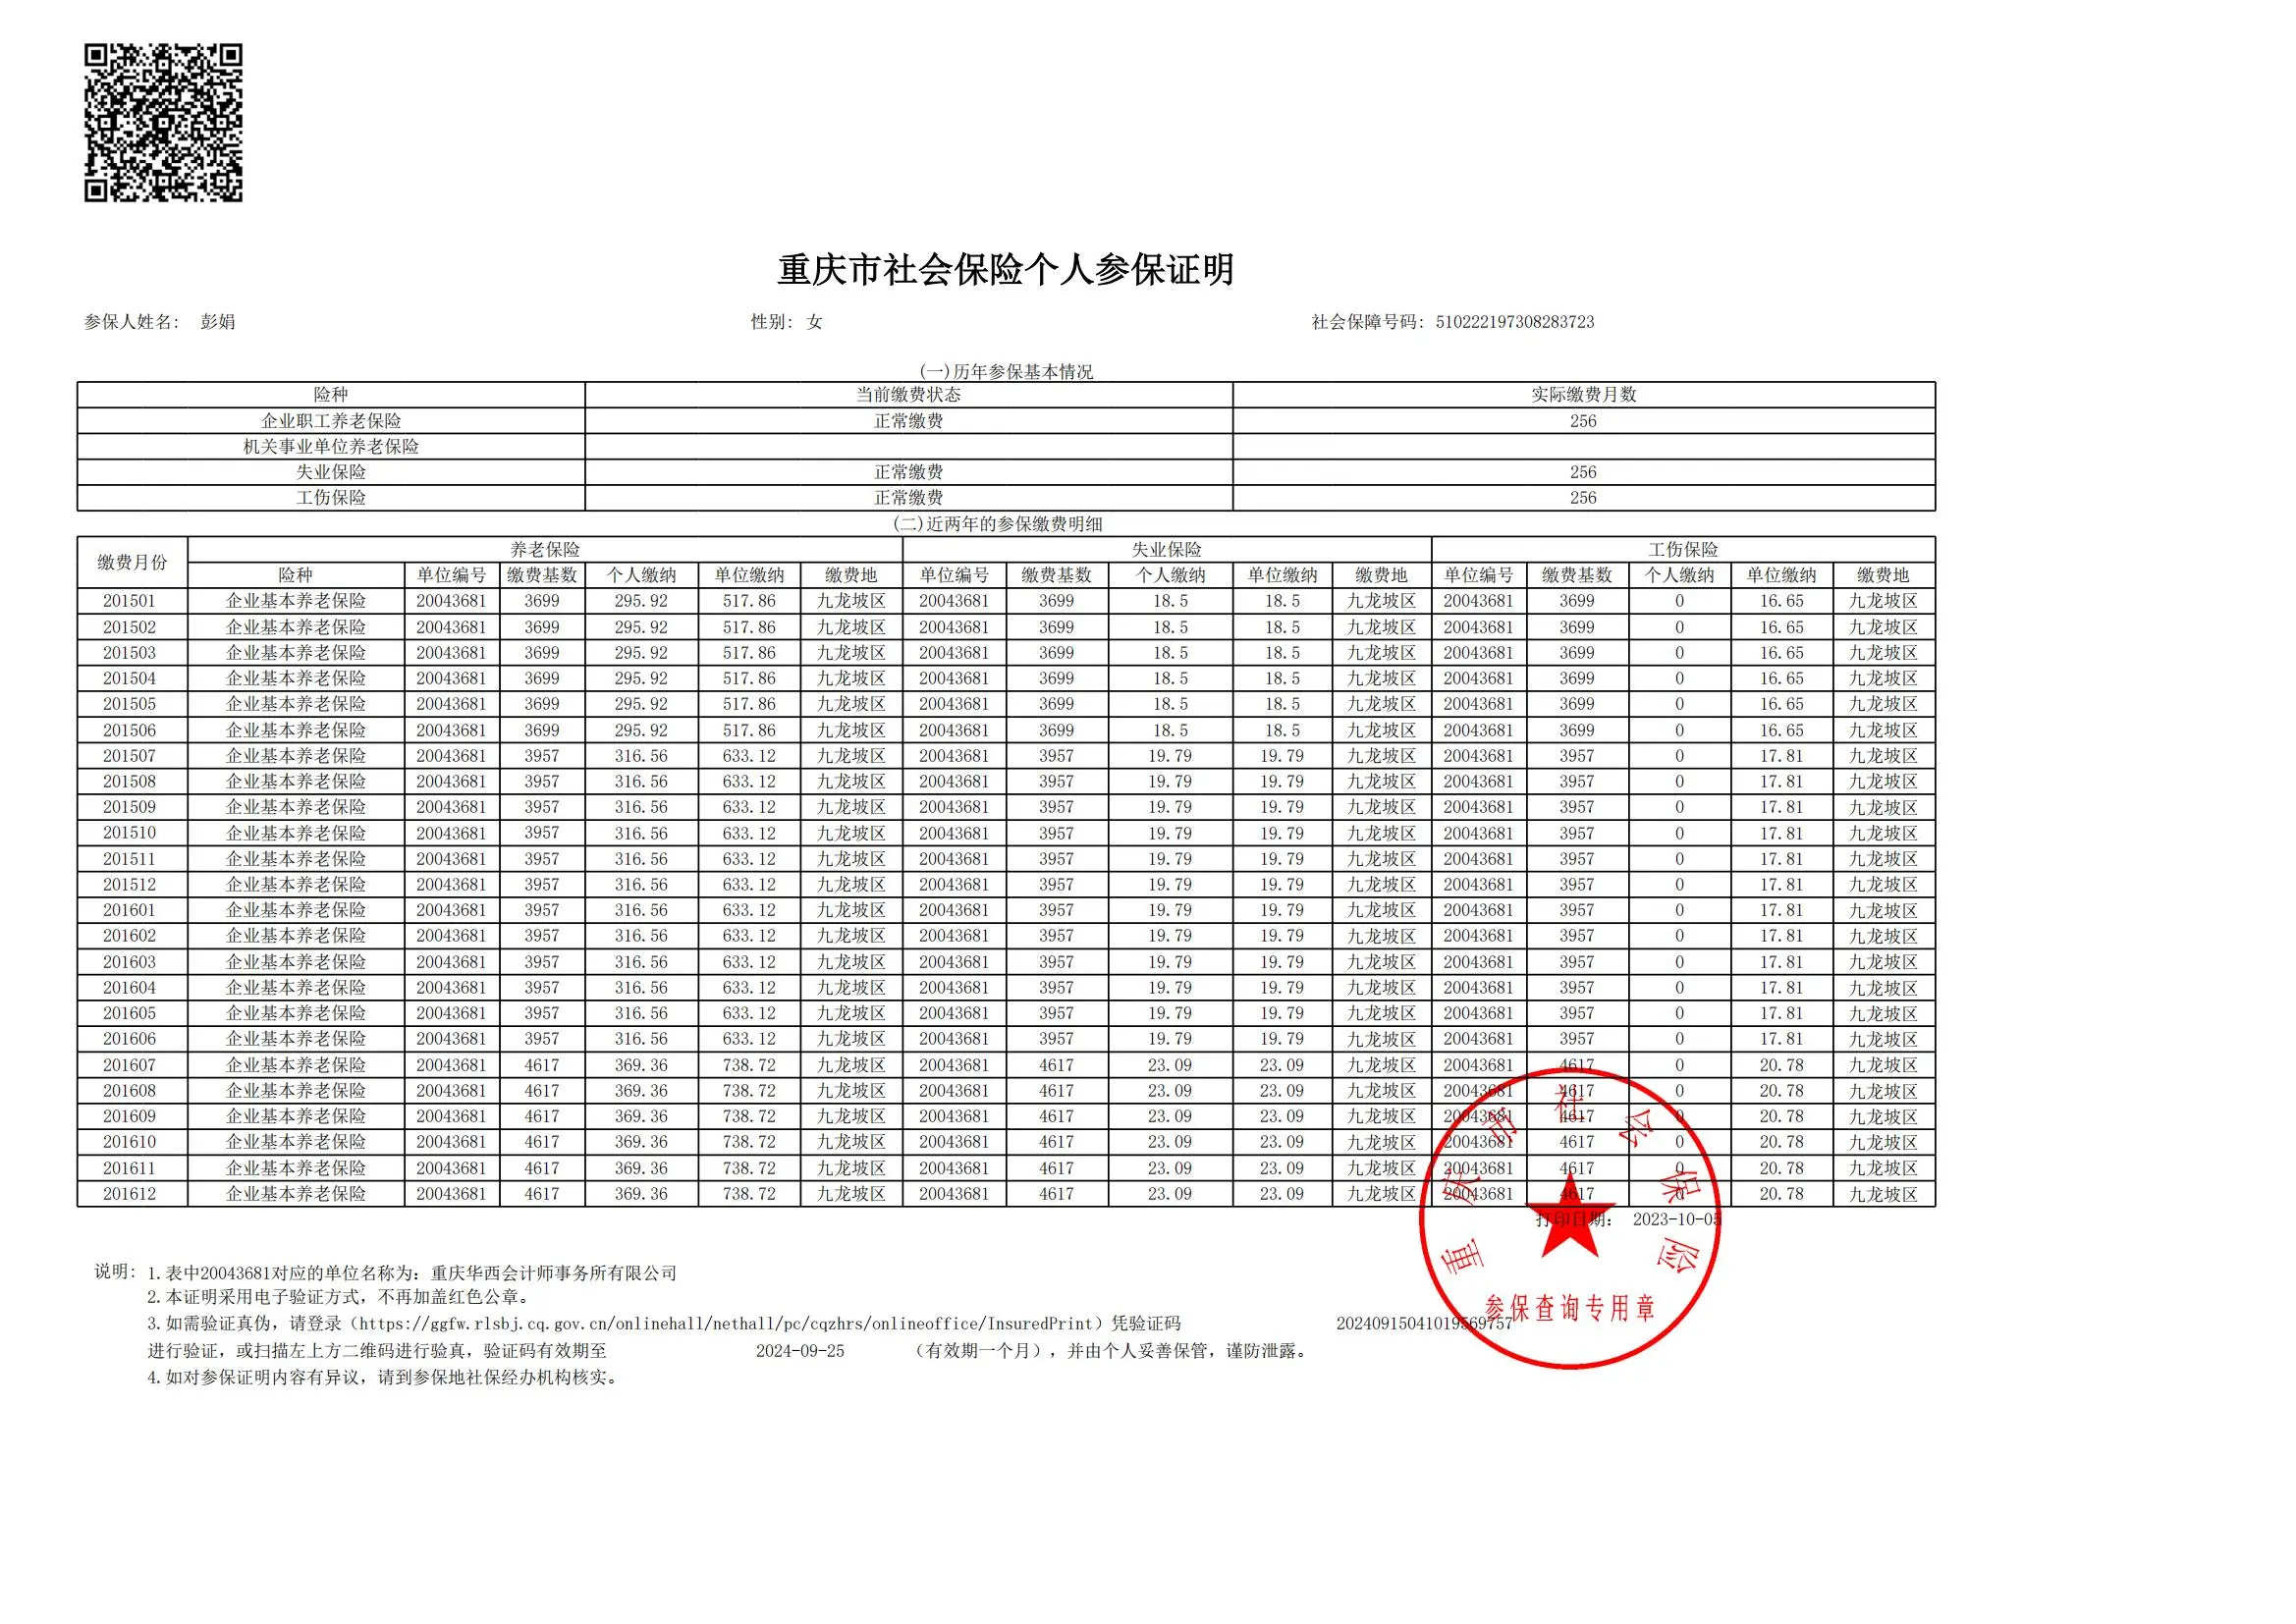 重庆市社会保险个人参保证明
参保人姓名: 彭娟 性别: 女 社会保障号码: 510222197308283723
(一)历年参保基本情况
险种 当前缴费状态 实际缴费月数
企业职工养老保险 正常缴费 256
机关事业单位养老保险
失业保险 正常缴费 256
工伤保险 正常缴费 256
(二)近两年的参保缴费明细
缴费月份 养老保险 失业保险 工伤保险
险种 单位编号 缴费基数 个人缴纳 单位缴纳 缴费地 单位编号 缴费基数 个人缴纳 单位缴纳 缴费地 单位编号 缴费基数 个人缴纳 单位缴纳 缴费地
201501 企业基本养老保险 20043681 3699 295.92 517.86 九龙坡区 20043681 3699 18.5 18.5 九龙坡区 20043681 3699 0 16.65 九龙坡区
201502 企业基本养老保险 20043681 3699 295.92 517.86 九龙坡区 20043681 3699 18.5 18.5 九龙坡区 20043681 3699 0 16.65 九龙坡区
201503 企业基本养老保险 20043681 3699 295.92 517.86 九龙坡区 20043681 3699 18.5 18.5 九龙坡区 20043681 3699 0 16.65 九龙坡区
201504 企业基本养老保险 20043681 3699 295.92 517.86 九龙坡区 20043681 3699 18.5 18.5 九龙坡区 20043681 3699 0 16.65 九龙坡区
201505 企业基本养老保险 20043681 3699 295.92 517.86 九龙坡区 20043681 3699 18.5 18.5 九龙坡区 20043681 3699 0 16.65 九龙坡区
201506 企业基本养老保险 20043681 3699 295.92 517.86 九龙坡区 20043681 3699 18.5 18.5 九龙坡区 20043681 3699 0 16.65 九龙坡区
201507 企业基本养老保险 20043681 3957 316.56 633.12 九龙坡区 20043681 3957 19.79 19.79 九龙坡区 20043681 3957 0 17.81 九龙坡区
201508 企业基本养老保险 20043681 3957 316.56 633.12 九龙坡区 20043681 3957 19.79 19.79 九龙坡区 20043681 3957 0 17.81 九龙坡区
201509 企业基本养老保险 20043681 3957 316.56 633.12 九龙坡区 20043681 3957 19.79 19.79 九龙坡区 20043681 3957 0 17.81 九龙坡区
201510 企业基本养老保险 20043681 3957 316.56 633.12 九龙坡区 20043681 3957 19.79 19.79 九龙坡区 20043681 3957 0 17.81 九龙坡区
201511 企业基本养老保险 20043681 3957 316.56 633.12 九龙坡区 20043681 3957 19.79 19.79 九龙坡区 20043681 3957 0 17.81 九龙坡区
201512 企业基本养老保险 20043681 3957 316.56 633.12 九龙坡区 20043681 3957 19.79 19.79 九龙坡区 20043681 3957 0 17.81 九龙坡区
201601 企业基本养老保险 20043681 3957 316.56 633.12 九龙坡区 20043681 3957 19.79 19.79 九龙坡区 20043681 3957 0 17.81 九龙坡区
201602 企业基本养老保险 20043681 3957 316.56 633.12 九龙坡区 20043681 3957 19.79 19.79 九龙坡区 20043681 3957 0 17.81 九龙坡区
201603 企业基本养老保险 20043681 3957 316.56 633.12 九龙坡区 20043681 3957 19.79 19.79 九龙坡区 20043681 3957 0 17.81 九龙坡区
201604 企业基本养老保险 20043681 3957 316.56 633.12 九龙坡区 20043681 3957 19.79 19.79 九龙坡区 20043681 3957 0 17.81 九龙坡区
201605 企业基本养老保险 20043681 3957 316.56 633.12 九龙坡区 20043681 3957 19.79 19.79 九龙坡区 20043681 3957 0 17.81 九龙坡区
201606 企业基本养老保险 20043681 3957 316.56 633.12 九龙坡区 20043681 3957 19.79 19.79 九龙坡区 20043681 3957 0 17.81 九龙坡区
201607 企业基本养老保险 20043681 4617 369.36 738.72 九龙坡区 20043681 4617 23.09 23.09 九龙坡区 20043681 4617 0 20.78 九龙坡区
201608 企业基本养老保险 20043681 4617 369.36 738.72 九龙坡区 20043681 4617 23.09 23.09 九龙坡区 20043681 4617 0 20.78 九龙坡区
201609 企业基本养老保险 20043681 4617 369.36 738.72 九龙坡区 20043681 4617 23.09 23.09 九龙坡区 20043681 4617 0 20.78 九龙坡区
201610 企业基本养老保险 20043681 4617 369.36 738.72 九龙坡区 20043681 4617 23.09 23.09 九龙坡区 20043681 4617 0 20.78 九龙坡区
201611 企业基本养老保险 20043681 4617 369.36 738.72 九龙坡区 20043681 4617 23.09 23.09 九龙坡区 20043681 4617 0 20.78 九龙坡区
201612 企业基本养老保险 20043681 4617 369.36 738.72 九龙坡区 20043681 4617 23.09 23.09 九龙坡区 20043681 4617 0 20.78 九龙坡区
打印日期: 2023-10-05
重庆市社会保险
参保查询专用章
说明: 1.表中20043681对应的单位名称为: 重庆华西会计师事务所有限公司
2.本证明采用电子验证方式，不再加盖红色公章。
3.如需验证真伪，请登录（https://ggfw.rlsbj.cq.gov.cn/onlinehall/nethall/pc/cqzhrs/onlineoffice/InsuredPrint）凭验证码 20240915041019569757
进行验证，或扫描左上方二维码进行验真，验证码有效期至 2024-09-25 （有效期一个月），并由个人妥善保管，谨防泄露。
4.如对参保证明内容有异议，请到参保地社保经办机构核实。